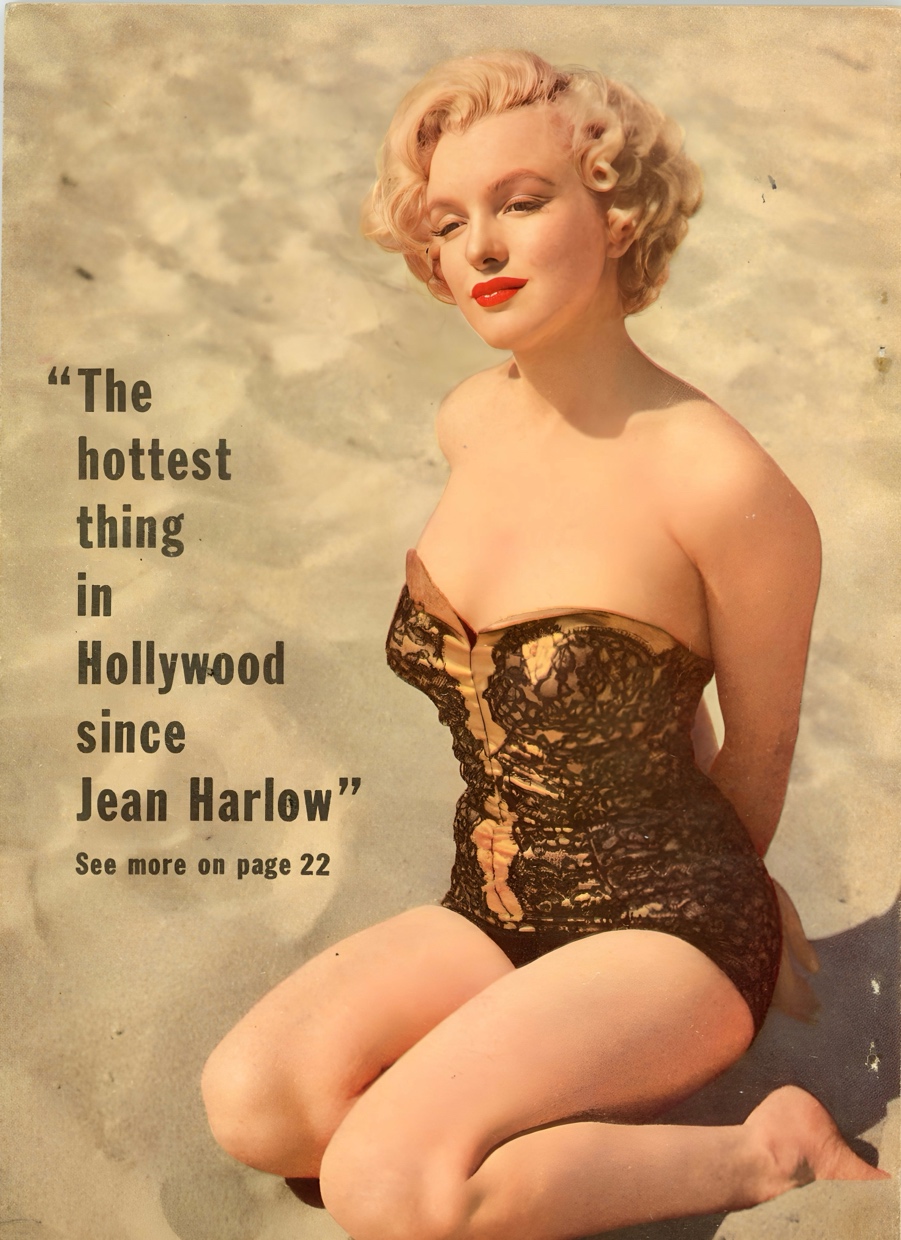 “The
hottest
thing
in
Hollywood
since
Jean Harlow”
See more on page 22